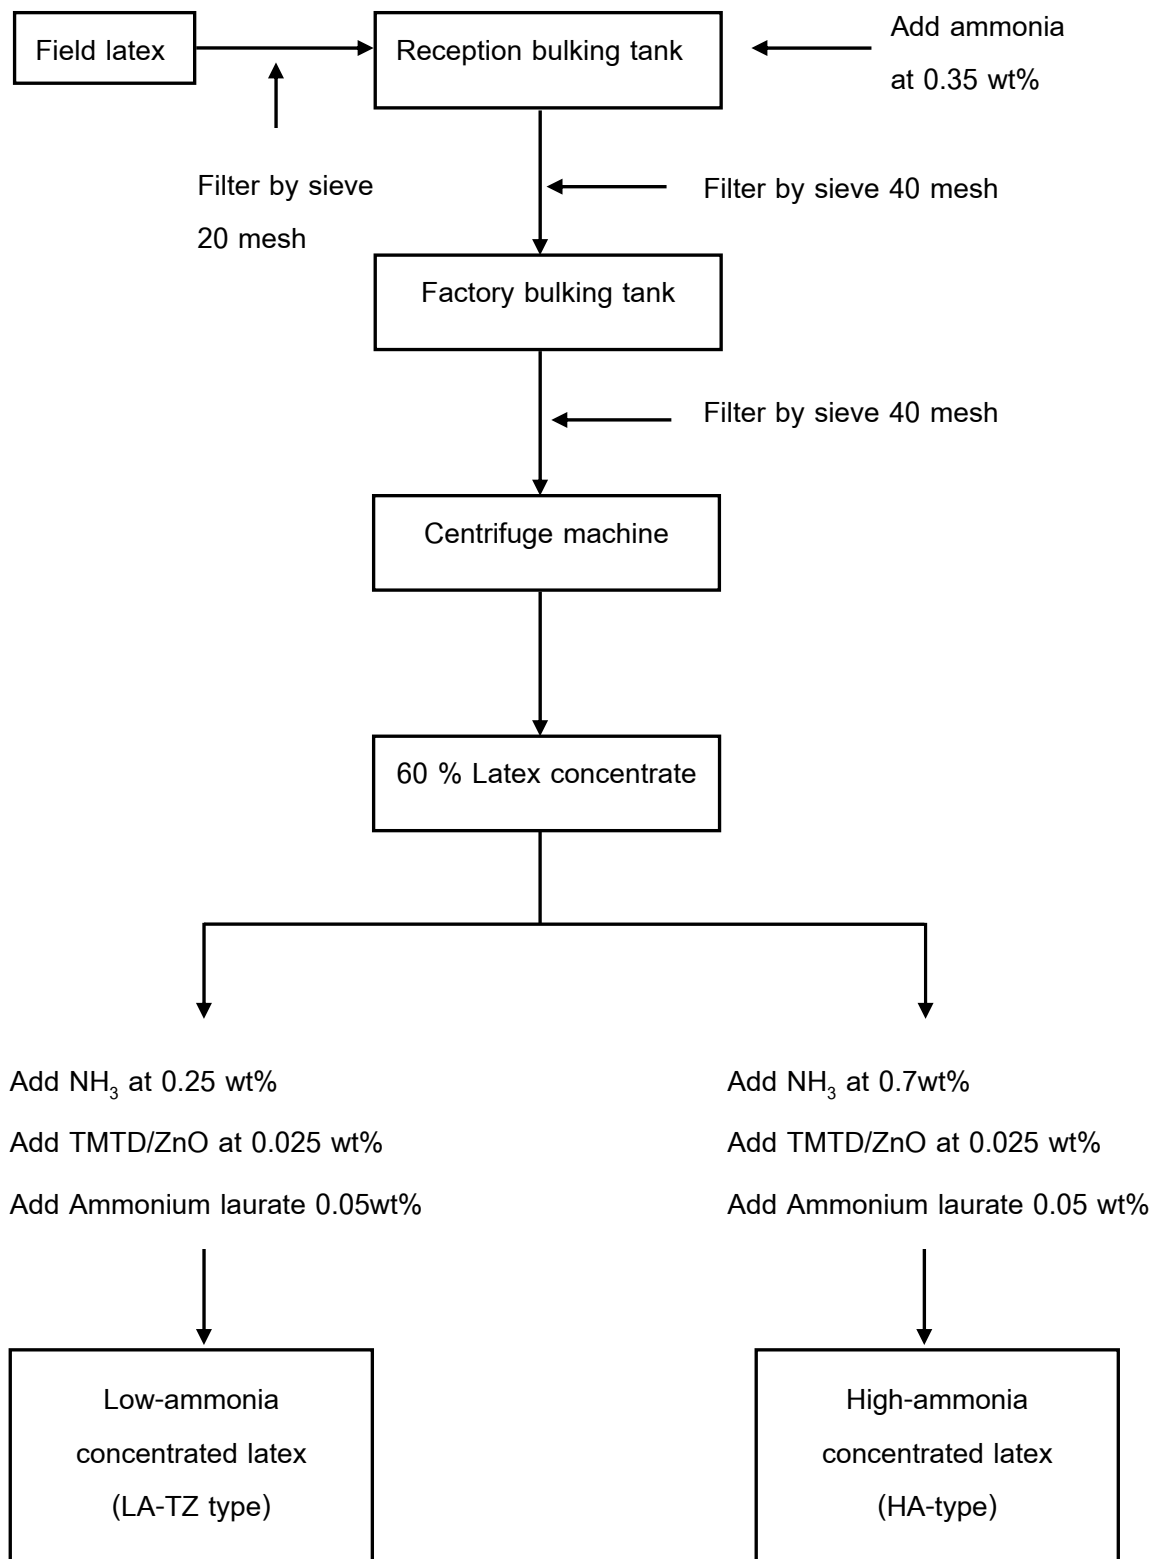 Field latex
Reception bulking tank
Add ammonia
at 0.35 wt%
Filter by sieve
20 mesh
Filter by sieve 40 mesh
Factory bulking tank
Filter by sieve 40 mesh
Centrifuge machine
60 % Latex concentrate
Add NH₃ at 0.25 wt%
Add TMTD/ZnO at 0.025 wt%
Add Ammonium laurate 0.05wt%
Add NH₃ at 0.7wt%
Add TMTD/ZnO at 0.025 wt%
Add Ammonium laurate 0.05 wt%
Low-ammonia
concentrated latex
(LA-TZ type)
High-ammonia
concentrated latex
(HA-type)